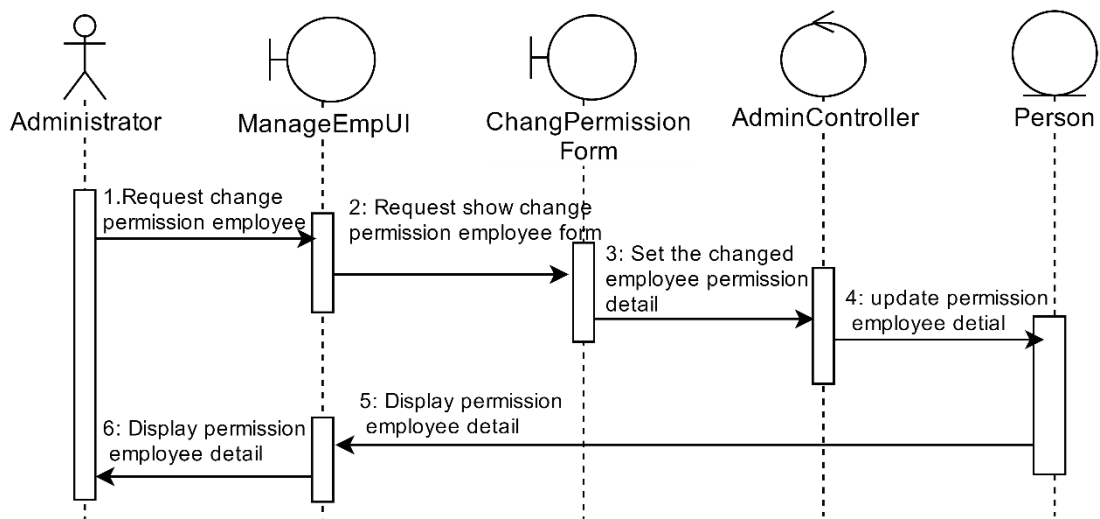 Administrator
ManageEmpUI
ChangPermission
Form
AdminController
Person
1.Request change
permission employee
2: Request show change
permission employee form
3: Set the changed
employee permission
detail
4: update permission
employee detial
5: Display permission
employee detail
6: Display permission
employee detail